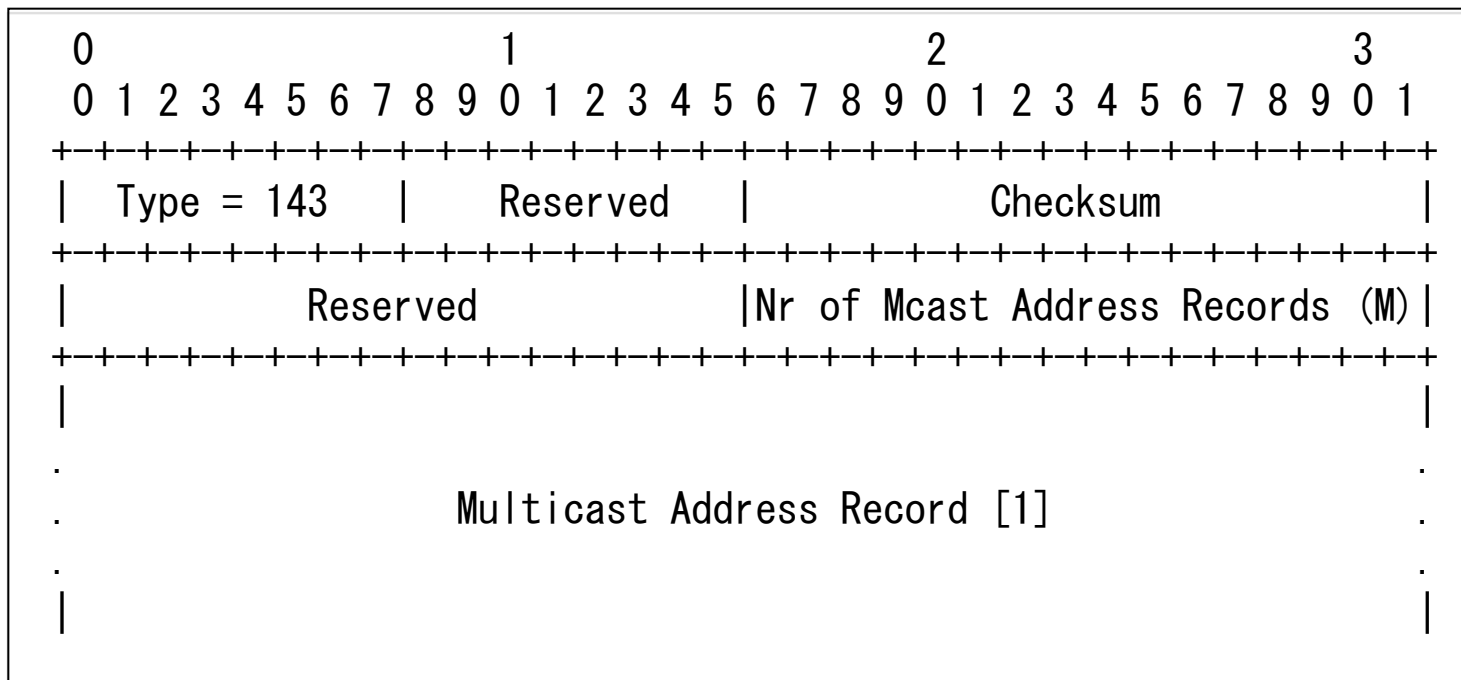 0                   1                   2                   3
0 1 2 3 4 5 6 7 8 9 0 1 2 3 4 5 6 7 8 9 0 1 2 3 4 5 6 7 8 9 0 1
+-+-+-+-+-+-+-+-+-+-+-+-+-+-+-+-+-+-+-+-+-+-+-+-+-+-+-+-+-+-+-+-+
|  Type = 143   |    Reserved   |           Checksum            |
+-+-+-+-+-+-+-+-+-+-+-+-+-+-+-+-+-+-+-+-+-+-+-+-+-+-+-+-+-+-+-+-+
|           Reserved            |Nr of Mcast Address Records (M)|
+-+-+-+-+-+-+-+-+-+-+-+-+-+-+-+-+-+-+-+-+-+-+-+-+-+-+-+-+-+-+-+-+
|                                                               |
.                                                               .
.                  Multicast Address Record [1]                 .
.                                                               .
|                                                               |